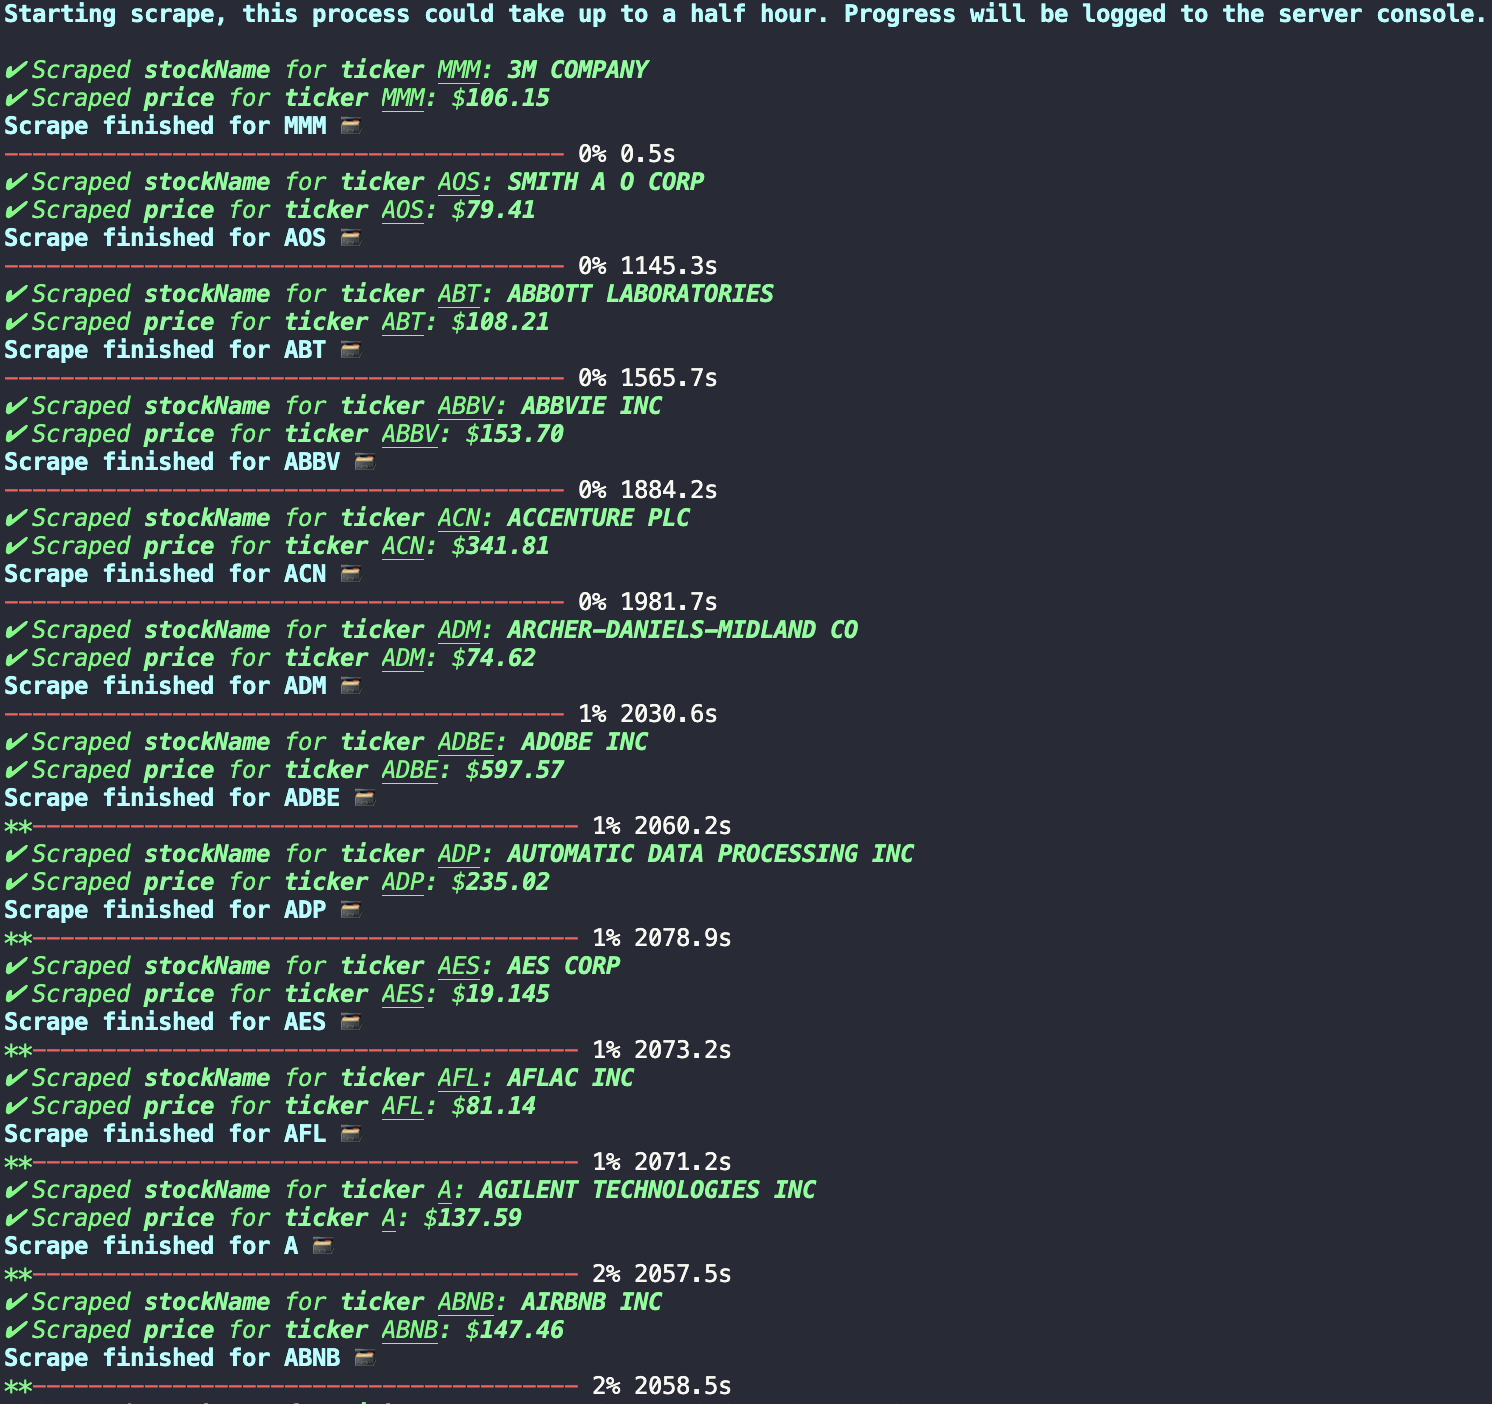 Starting scrape, this process could take up to a half hour. Progress will be logged to the server console.
✔Scraped stockName for ticker MMM: 3M COMPANY
✔Scraped price for ticker MMM: $106.15
Scrape finished for MMM 🗃
---------------------------------------- 0% 0.5s
✔Scraped stockName for ticker AOS: SMITH A O CORP
✔Scraped price for ticker AOS: $79.41
Scrape finished for AOS 🗃
---------------------------------------- 0% 1145.3s
✔Scraped stockName for ticker ABT: ABBOTT LABORATORIES
✔Scraped price for ticker ABT: $108.21
Scrape finished for ABT 🗃
---------------------------------------- 0% 1565.7s
✔Scraped stockName for ticker ABBV: ABBVIE INC
✔Scraped price for ticker ABBV: $153.70
Scrape finished for ABBV 🗃
---------------------------------------- 0% 1884.2s
✔Scraped stockName for ticker ACN: ACCENTURE PLC
✔Scraped price for ticker ACN: $341.81
Scrape finished for ACN 🗃
---------------------------------------- 0% 1981.7s
✔Scraped stockName for ticker ADM: ARCHER-DANIELS-MIDLAND CO
✔Scraped price for ticker ADM: $74.62
Scrape finished for ADM 🗃
---------------------------------------- 1% 2030.6s
✔Scraped stockName for ticker ADBE: ADOBE INC
✔Scraped price for ticker ADBE: $597.57
Scrape finished for ADBE 🗃
**--------------------------------------- 1% 2060.2s
✔Scraped stockName for ticker ADP: AUTOMATIC DATA PROCESSING INC
✔Scraped price for ticker ADP: $235.02
Scrape finished for ADP 🗃
**--------------------------------------- 1% 2078.9s
✔Scraped stockName for ticker AES: AES CORP
✔Scraped price for ticker AES: $19.145
Scrape finished for AES 🗃
**--------------------------------------- 1% 2073.2s
✔Scraped stockName for ticker AFL: AFLAC INC
✔Scraped price for ticker AFL: $81.14
Scrape finished for AFL 🗃
**--------------------------------------- 1% 2071.2s
✔Scraped stockName for ticker A: AGILENT TECHNOLOGIES INC
✔Scraped price for ticker A: $137.59
Scrape finished for A 🗃
**--------------------------------------- 2% 2057.5s
✔Scraped stockName for ticker ABNB: AIRBNB INC
✔Scraped price for ticker ABNB: $147.46
Scrape finished for ABNB 🗃
**--------------------------------------- 2% 2058.5s